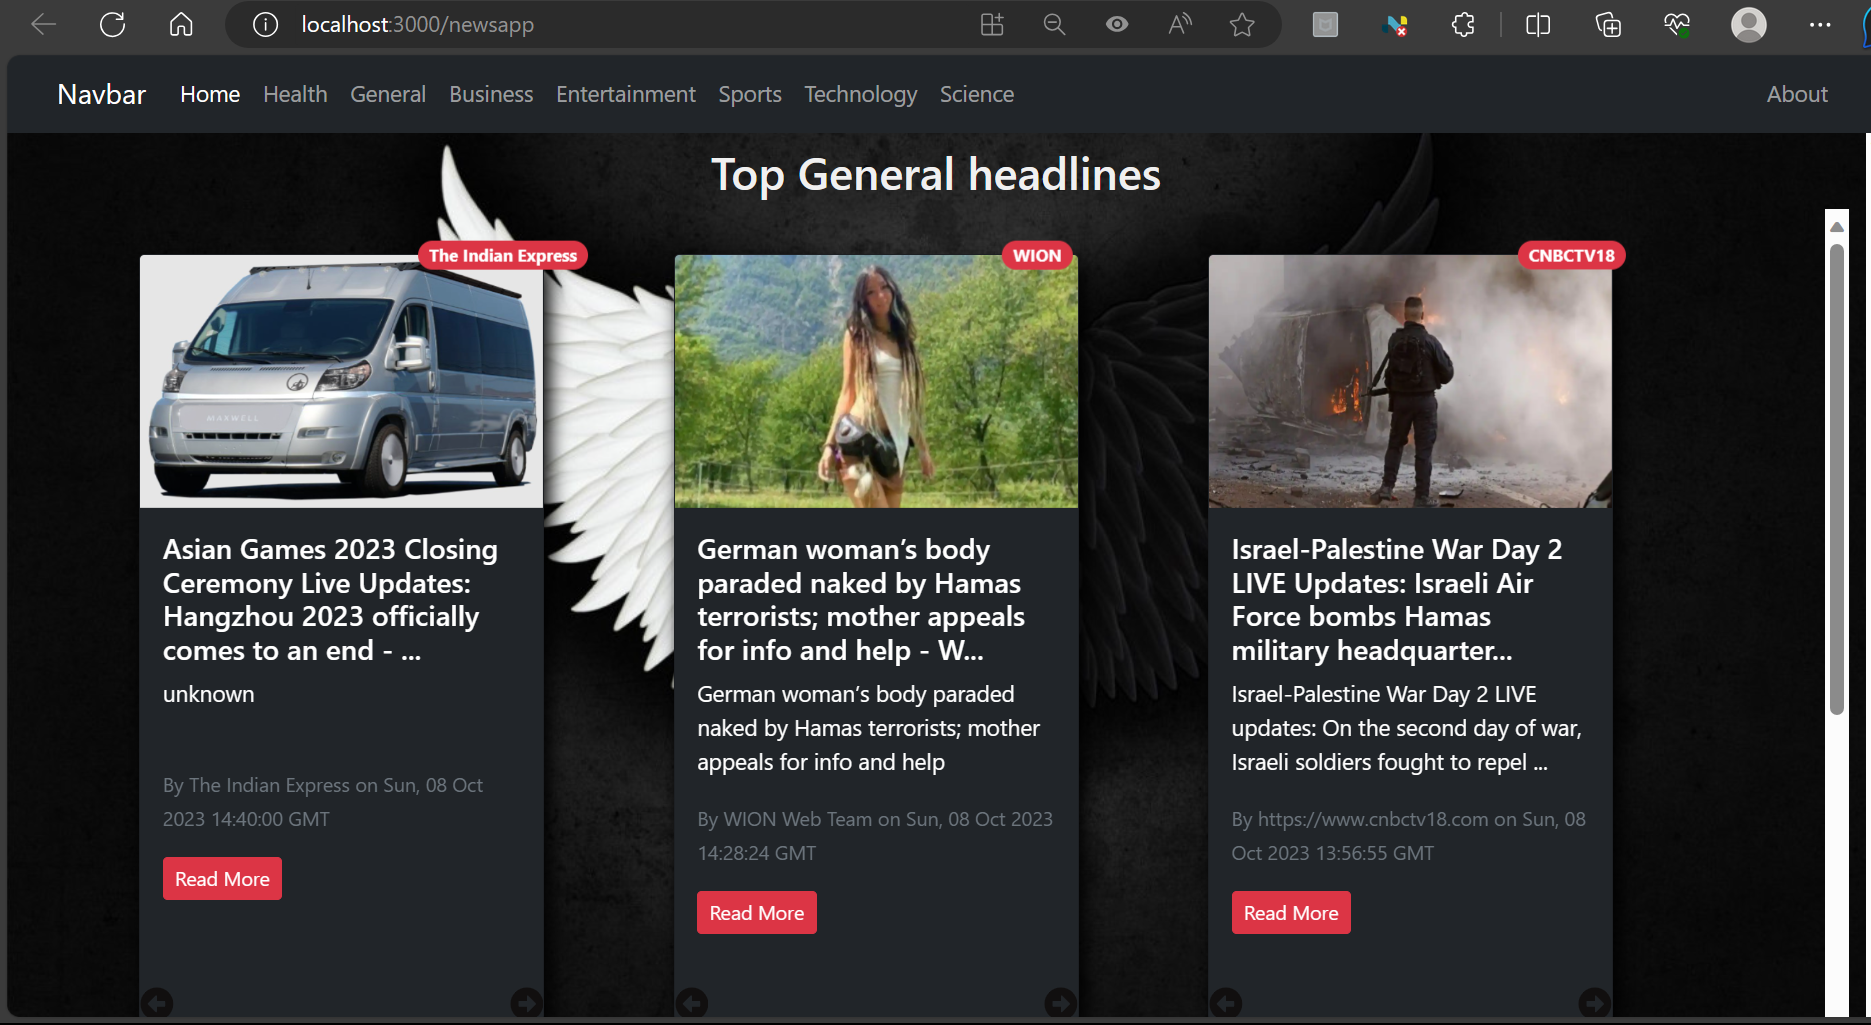 localhost:3000/newsapp
Navbar Home Health General Business Entertainment Sports Technology Science About
Top General headlines
The Indian Express
MAXWELL
Asian Games 2023 Closing
Ceremony Live Updates:
Hangzhou 2023 officially
comes to an end - ...
unknown
By The Indian Express on Sun, 08 Oct
2023 14:40:00 GMT
Read More
WION
German woman’s body
paraded naked by Hamas
terrorists; mother appeals
for info and help - W...
German woman’s body paraded
naked by Hamas terrorists; mother
appeals for info and help
By WION Web Team on Sun, 08 Oct 2023
14:28:24 GMT
Read More
CNBCTV18
Israel-Palestine War Day 2
LIVE Updates: Israeli Air
Force bombs Hamas
military headquarter...
Israel-Palestine War Day 2 LIVE
updates: On the second day of war,
Israeli soldiers fought to repel ...
By https://www.cnbctv18.com on Sun, 08
Oct 2023 13:56:55 GMT
Read More